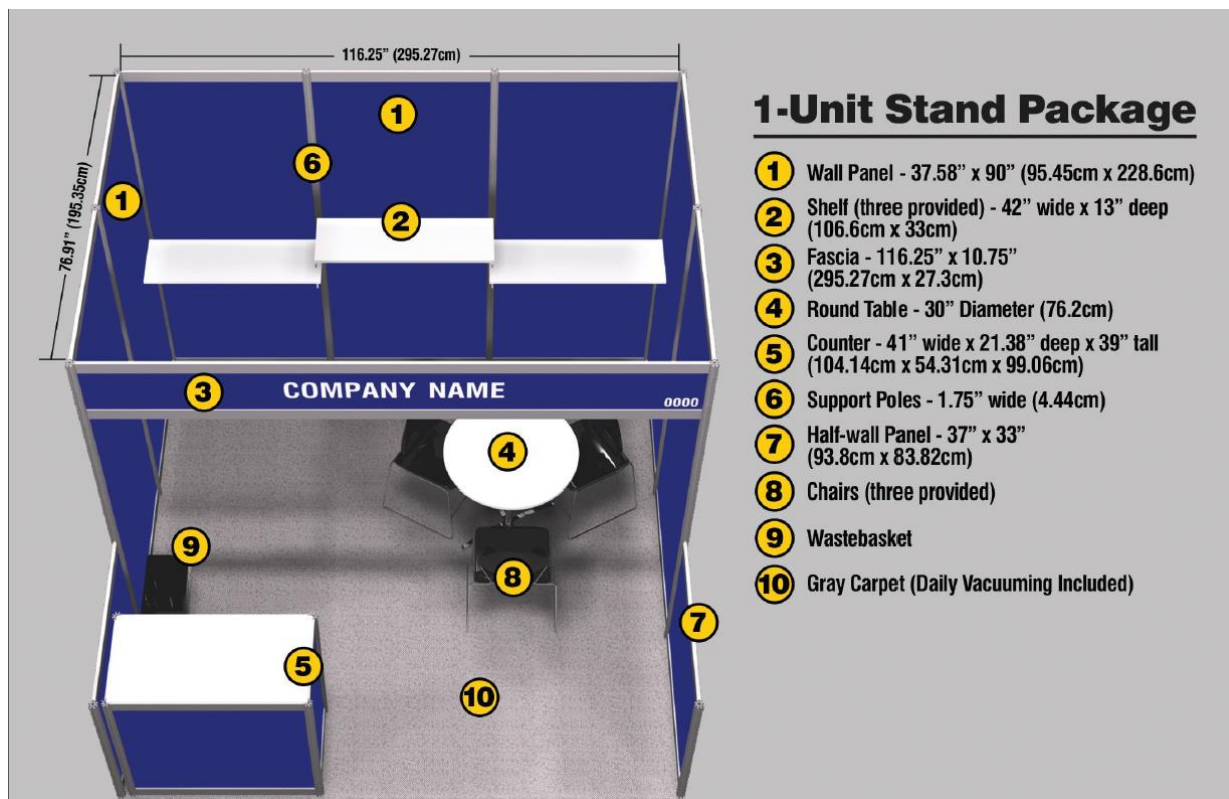 116.25” (295.27cm)
76.91” (195.35cm)
1
6
1
2
3
COMPANY NAME
0000
4
9
8
7
5
10
1-Unit Stand Package
1 Wall Panel - 37.58” x 90” (95.45cm x 228.6cm)
2 Shelf (three provided) - 42” wide x 13” deep
(106.6cm x 33cm)
3 Fascia - 116.25” x 10.75”
(295.27cm x 27.3cm)
4 Round Table - 30” Diameter (76.2cm)
5 Counter - 41” wide x 21.38” deep x 39” tall
(104.14cm x 54.31cm x 99.06cm)
6 Support Poles - 1.75” wide (4.44cm)
7 Half-wall Panel - 37” x 33”
(93.8cm x 83.82cm)
8 Chairs (three provided)
9 Wastebasket
10 Gray Carpet (Daily Vacuuming Included)